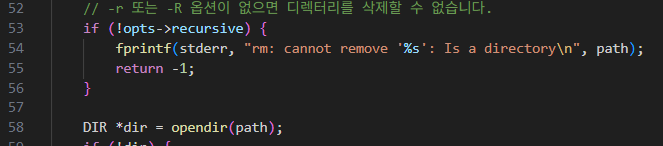 52 // -r 또는 -R 옵션이 없으면 디렉터리를 삭제할 수 없습니다.
53 if (!opts->recursive) {
54 fprintf(stderr, "rm: cannot remove '%s': Is a directory\n", path);
55 return -1;
56 }
57
58 DIR *dir = opendir(path);
59 if (!dir) {